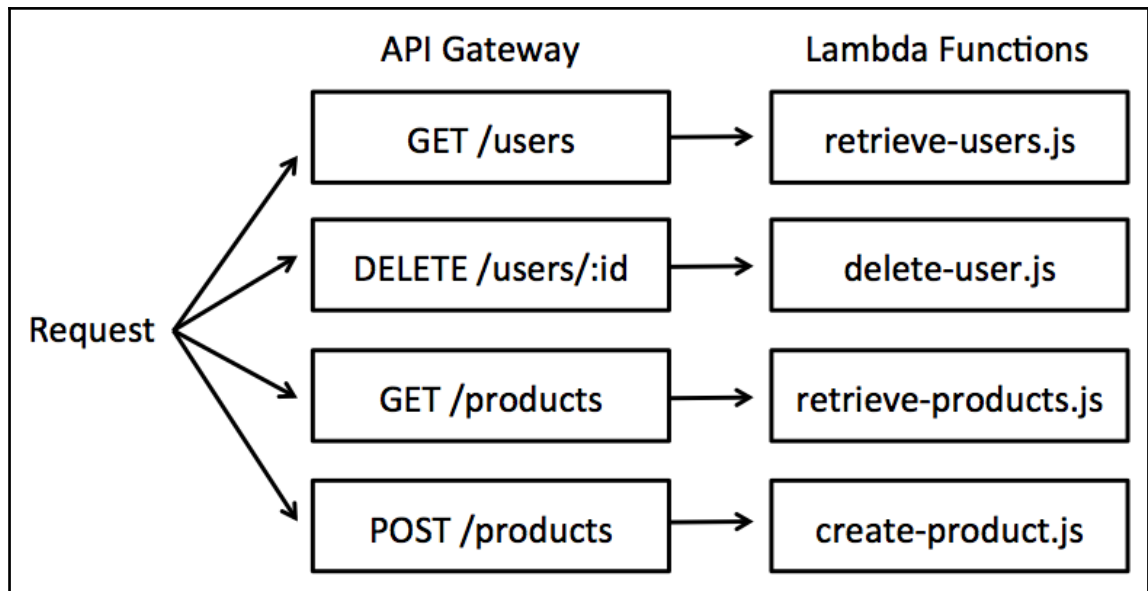 API Gateway
Lambda Functions
GET /users
retrieve-users.js
DELETE /users/:id
delete-user.js
Request
GET /products
retrieve-products.js
POST /products
create-product.js